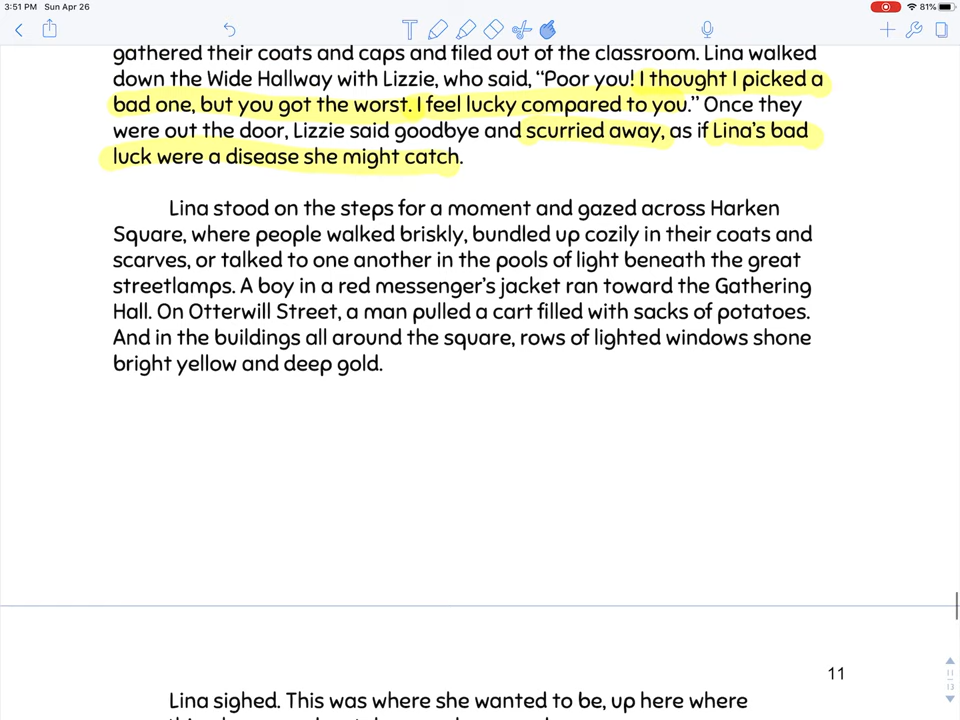 3:51 PM Sun Apr 26
81%
gathered their coats and caps and filed out of the classroom. Lina walked
down the Wide Hallway with Lizzie, who said, “Poor you! I thought I picked a
bad one, but you got the worst. I feel lucky compared to you.” Once they
were out the door, Lizzie said goodbye and scurried away, as if Lina’s bad
luck were a disease she might catch.
Lina stood on the steps for a moment and gazed across Harken
Square, where people walked briskly, bundled up cozily in their coats and
scarves, or talked to one another in the pools of light beneath the great
streetlamps. A boy in a red messenger’s jacket ran toward the Gathering
Hall. On Otterwill Street, a man pulled a cart filled with sacks of potatoes.
And in the buildings all around the square, rows of lighted windows shone
bright yellow and deep gold.
11
Lina sighed. This was where she wanted to be, up here where